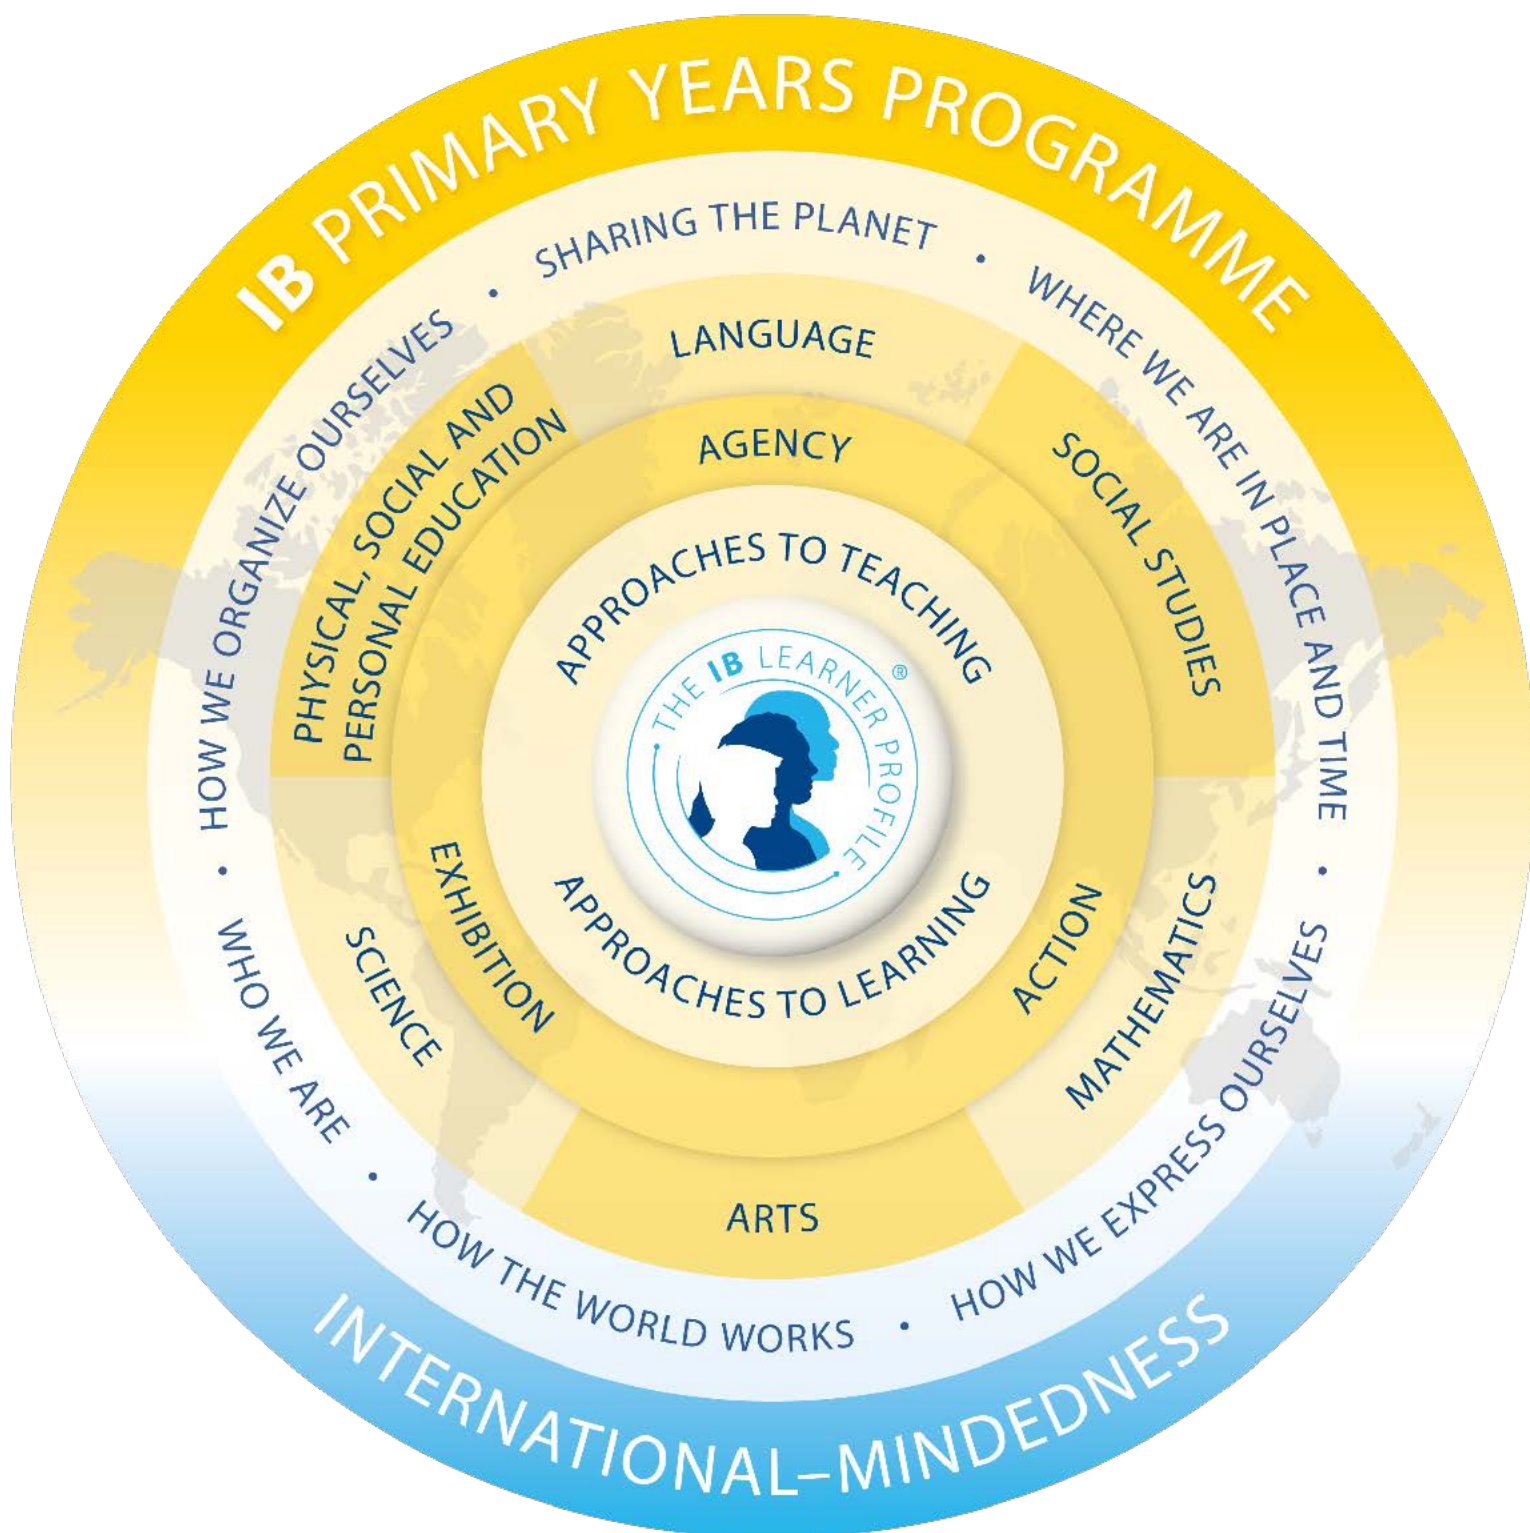 IB PRIMARY YEARS PROGRAMME
SHARING THE PLANET
•
WHERE WE ARE IN PLACE AND TIME
•
HOW WE EXPRESS OURSELVES
•
HOW THE WORLD WORKS
•
WHO WE ARE
•
HOW WE ORGANIZE OURSELVES
•
LANGUAGE
SOCIAL STUDIES
MATHEMATICS
ARTS
SCIENCE
PHYSICAL, SOCIAL AND
PERSONAL EDUCATION
AGENCY
ACTION
EXHIBITION
APPROACHES TO TEACHING
THE IB LEARNER PROFILE ®
APPROACHES TO LEARNING
INTERNATIONAL–MINDEDNESS